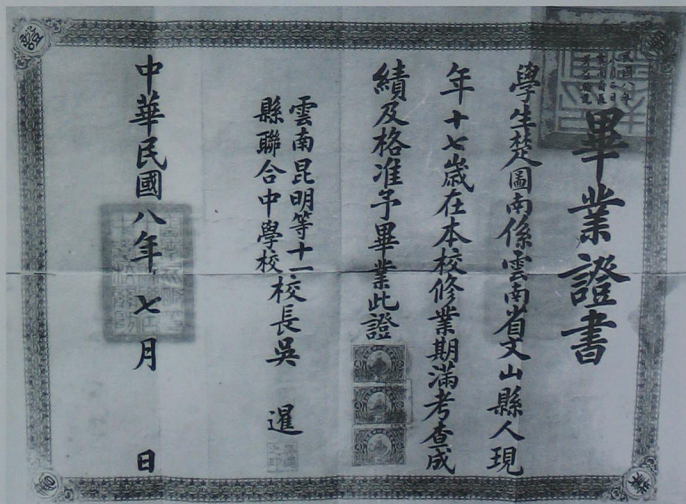 畢業證書
學生楚圖南係雲南省文山縣人現
年十七歲在本校修業期滿考查成
績及格准予畢業此證
雲南昆明等十一
縣聯合中學校
校長吳 暹
中華民國八年七月 日